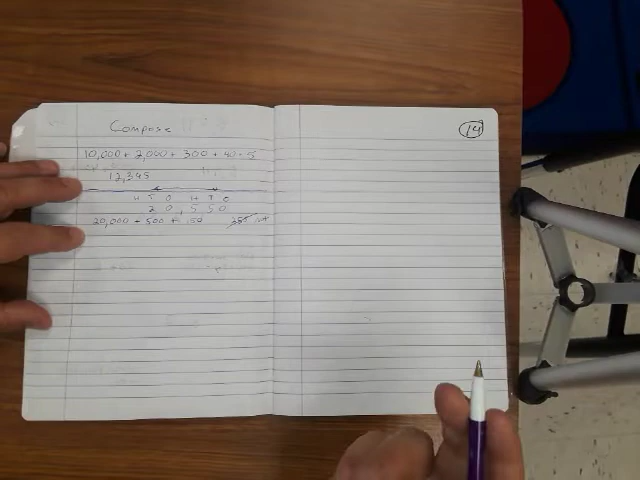 Compose
14
10,000 + 2,000 + 300 + 40 + 5
12,345
H T O H T O
2 0, 5 5 0
20,000 + 500 + 50